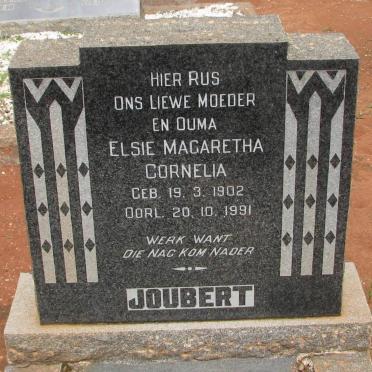 HIER RUS
ONS LIEWE MOEDER
EN OUMA
ELSIE MAGARETHA
CORNELIA
GEB. 19. 3. 1902
OORL. 20. 10. 1991
WERK WANT
DIE NAG KOM NADER
JOUBERT